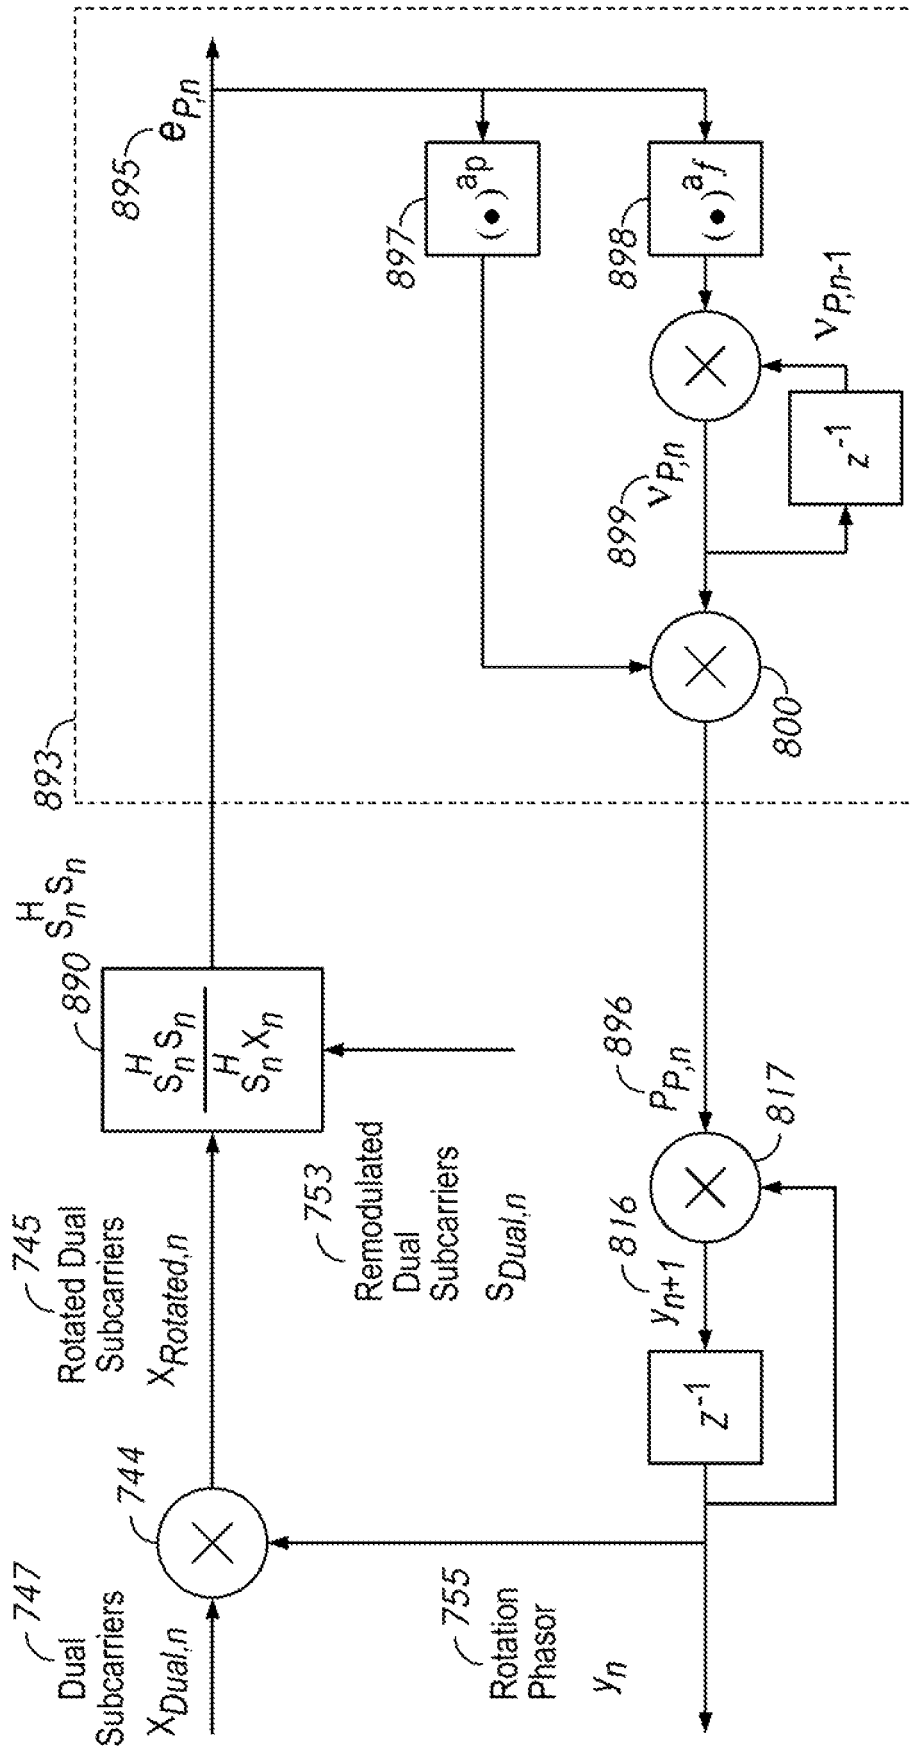 747
Dual
Subcarriers
X_Dual,n
744
745
Rotated Dual
Subcarriers
X_Rotated,n
890
S_n^H S_n
S_n^H S_n
S_n^H X_n
893
895
e_P,n
753
Remodulated
Dual
Subcarriers
S_Dual,n
897
(•)^a_p
755
Rotation
Phasor
y_n
z^-1
816
y_n+1
817
896
P_P,n
800
899
v_P,n
898
(•)^a_f
z^-1
v_P,n-1